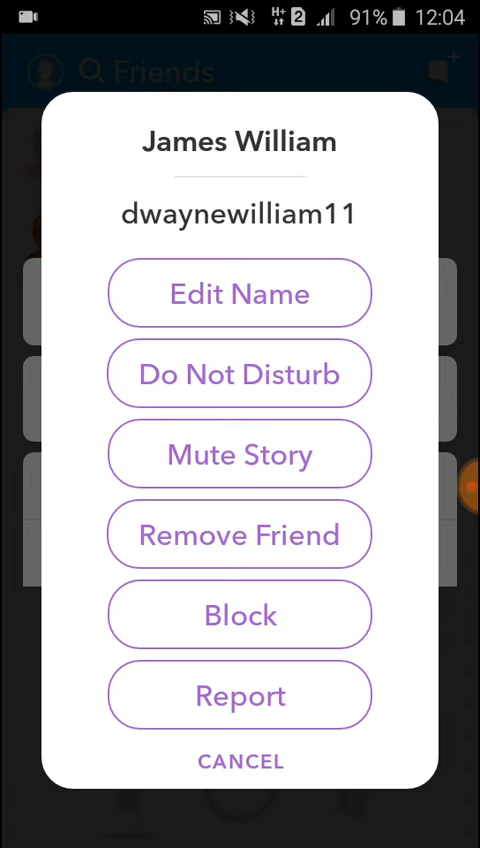 H+ 2 91% 12:04
Friends
James William
dwaynewilliam11
Edit Name
Do Not Disturb
Mute Story
Remove Friend
Block
Report
CANCEL